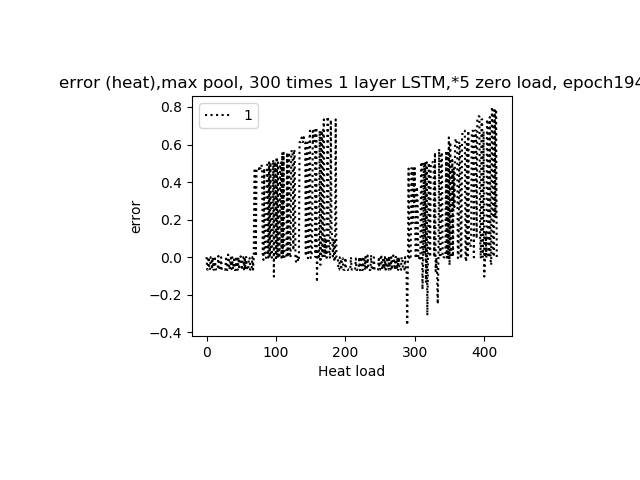 error (heat),max pool, 300 times 1 layer LSTM,*5 zero load, epoch194
1
0.8
0.6
0.4
0.2
0.0
−0.2
−0.4
error
0 100 200 300 400
Heat load